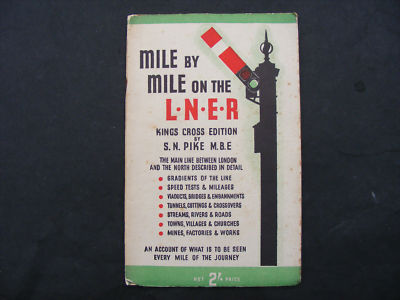 MILE BY
MILE ON THE
L·N·E·R
KINGS CROSS EDITION
BY
S. N. PIKE M.B.E
THE MAIN LINE BETWEEN LONDON
AND THE NORTH DESCRIBED IN DETAIL
• GRADIENTS OF THE LINE
• SPEED TESTS & MILEAGES
• VIADUCTS, BRIDGES & EMBANKMENTS
• TUNNELS, CUTTINGS & CROSSOVERS
• STREAMS, RIVERS & ROADS
• TOWNS, VILLAGES & CHURCHES
• MINES, FACTORIES & WORKS
AN ACCOUNT OF WHAT IS TO BE SEEN
EVERY MILE OF THE JOURNEY
NET 2/- PRICE